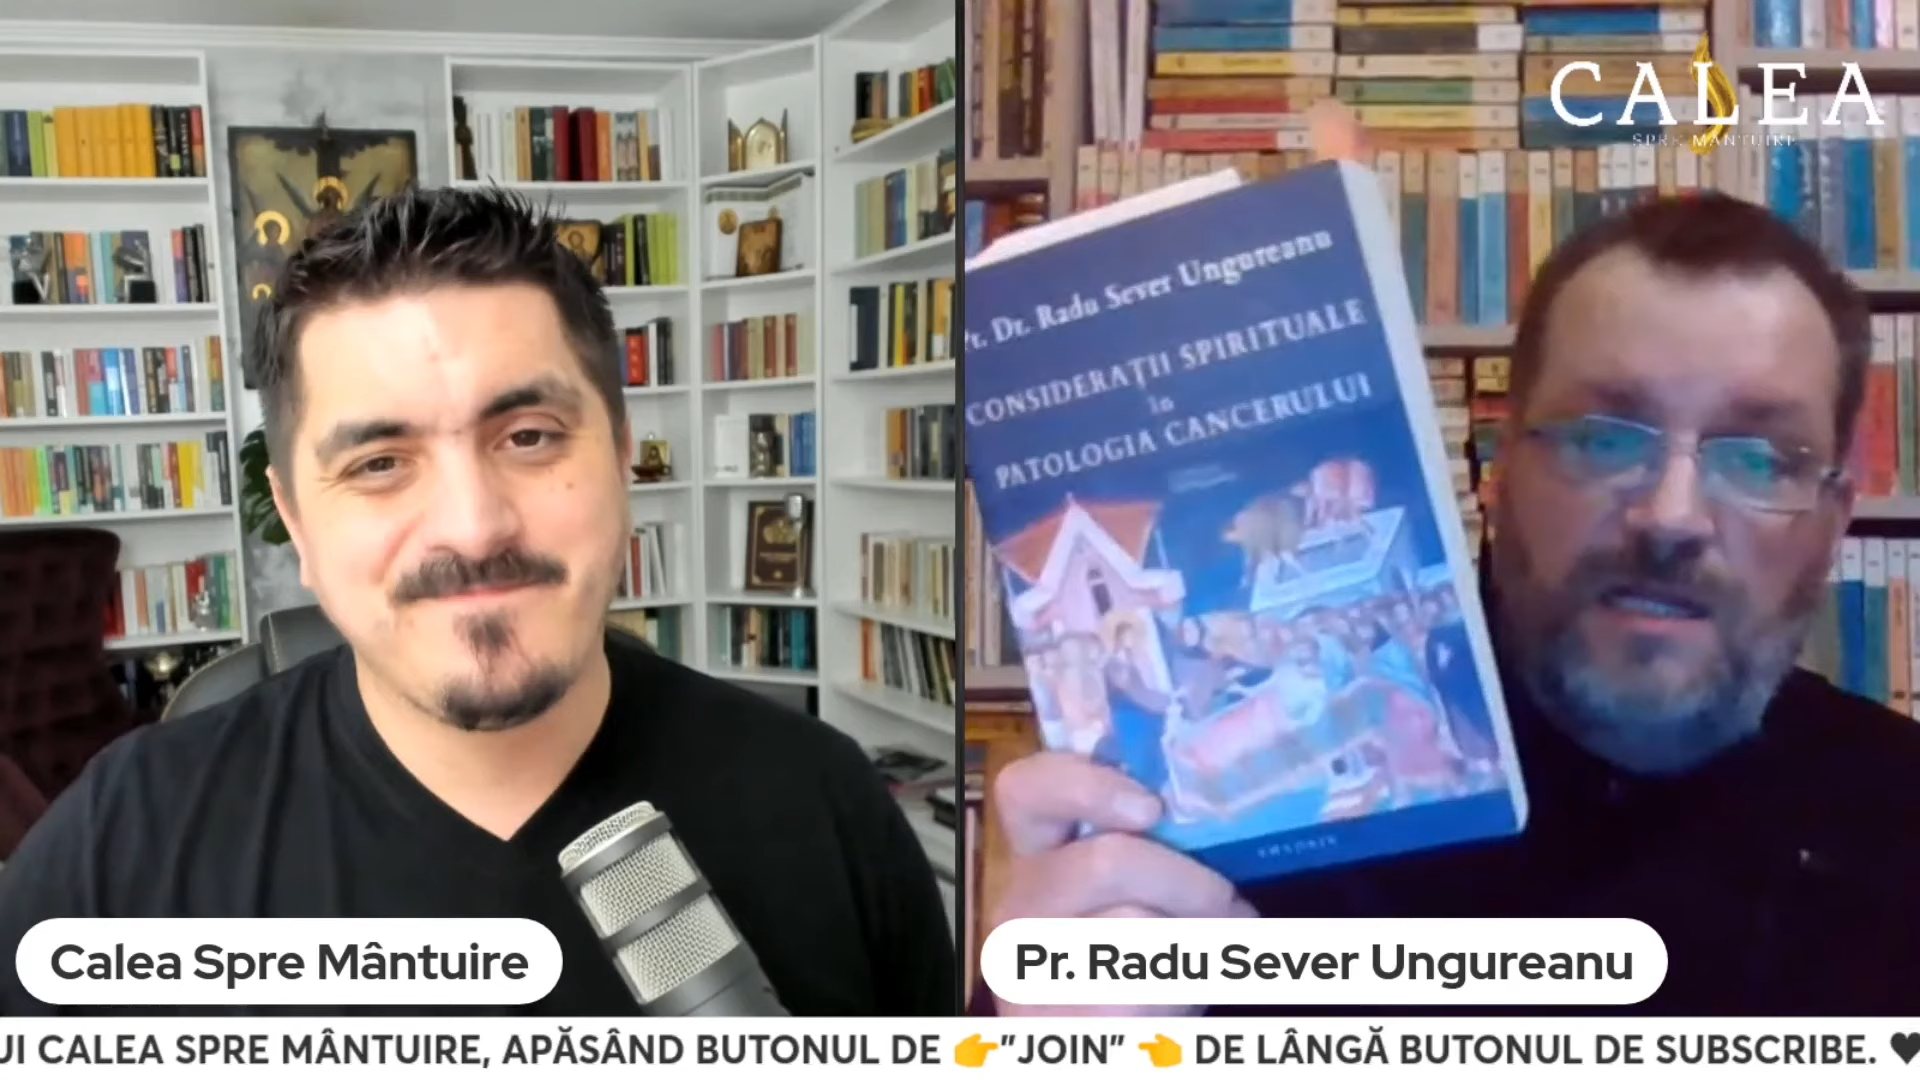 CALEA
SPRE MÂNTUIRE
Pr. Dr. Radu Sever Ungureanu
CONSIDERAȚII SPIRITUALE
în
PATOLOGIA CANCERULUI
Calea Spre Mântuire
Pr. Radu Sever Ungureanu
UI CALEA SPRE MÂNTUIRE, APĂSÂND BUTONUL DE 👉"JOIN" 👈 DE LÂNGĂ BUTONUL DE SUBSCRIBE. ♥